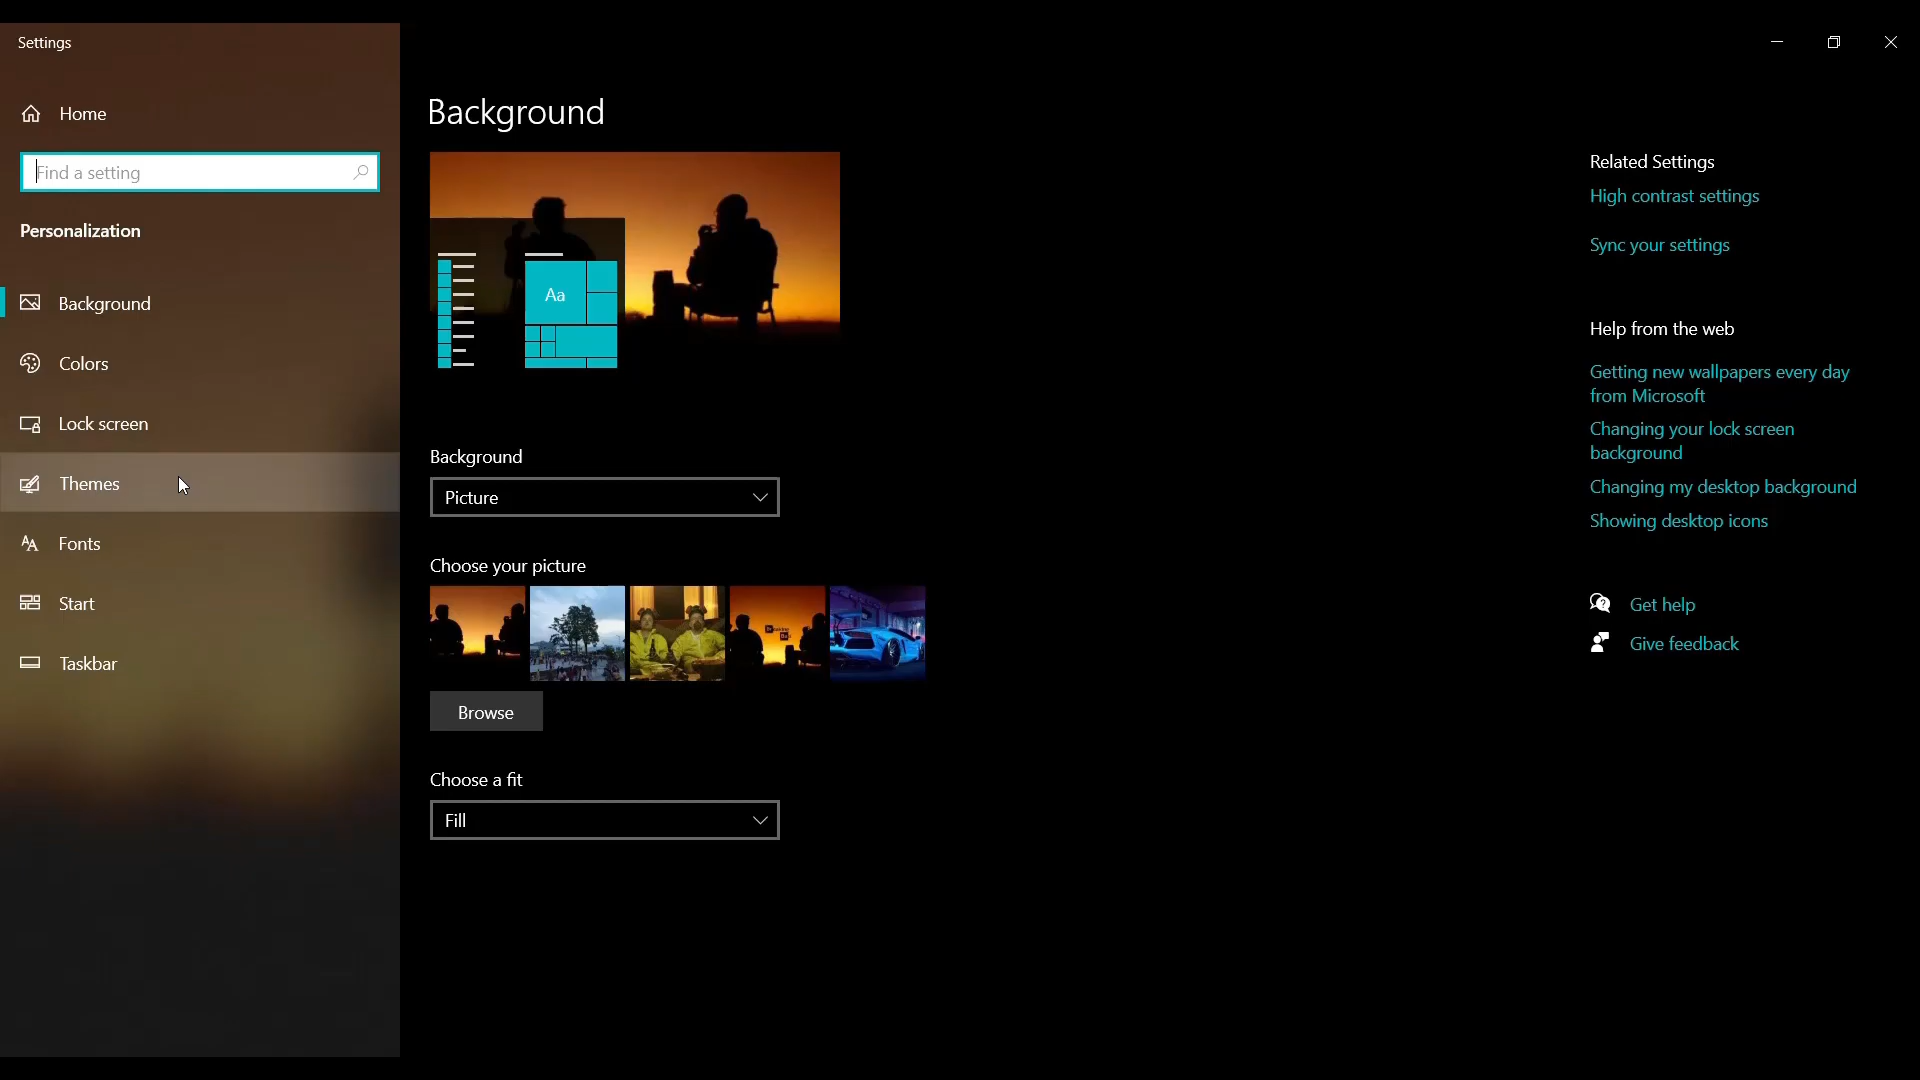 Settings
Home
Find a setting
Personalization
Background
Colors
Lock screen
Themes
Fonts
Start
Taskbar
Background
Aa
Background
Picture
Choose your picture
Browse
Choose a fit
Fill
Related Settings
High contrast settings
Sync your settings
Help from the web
Getting new wallpapers every day
from Microsoft
Changing your lock screen
background
Changing my desktop background
Showing desktop icons
Get help
Give feedback